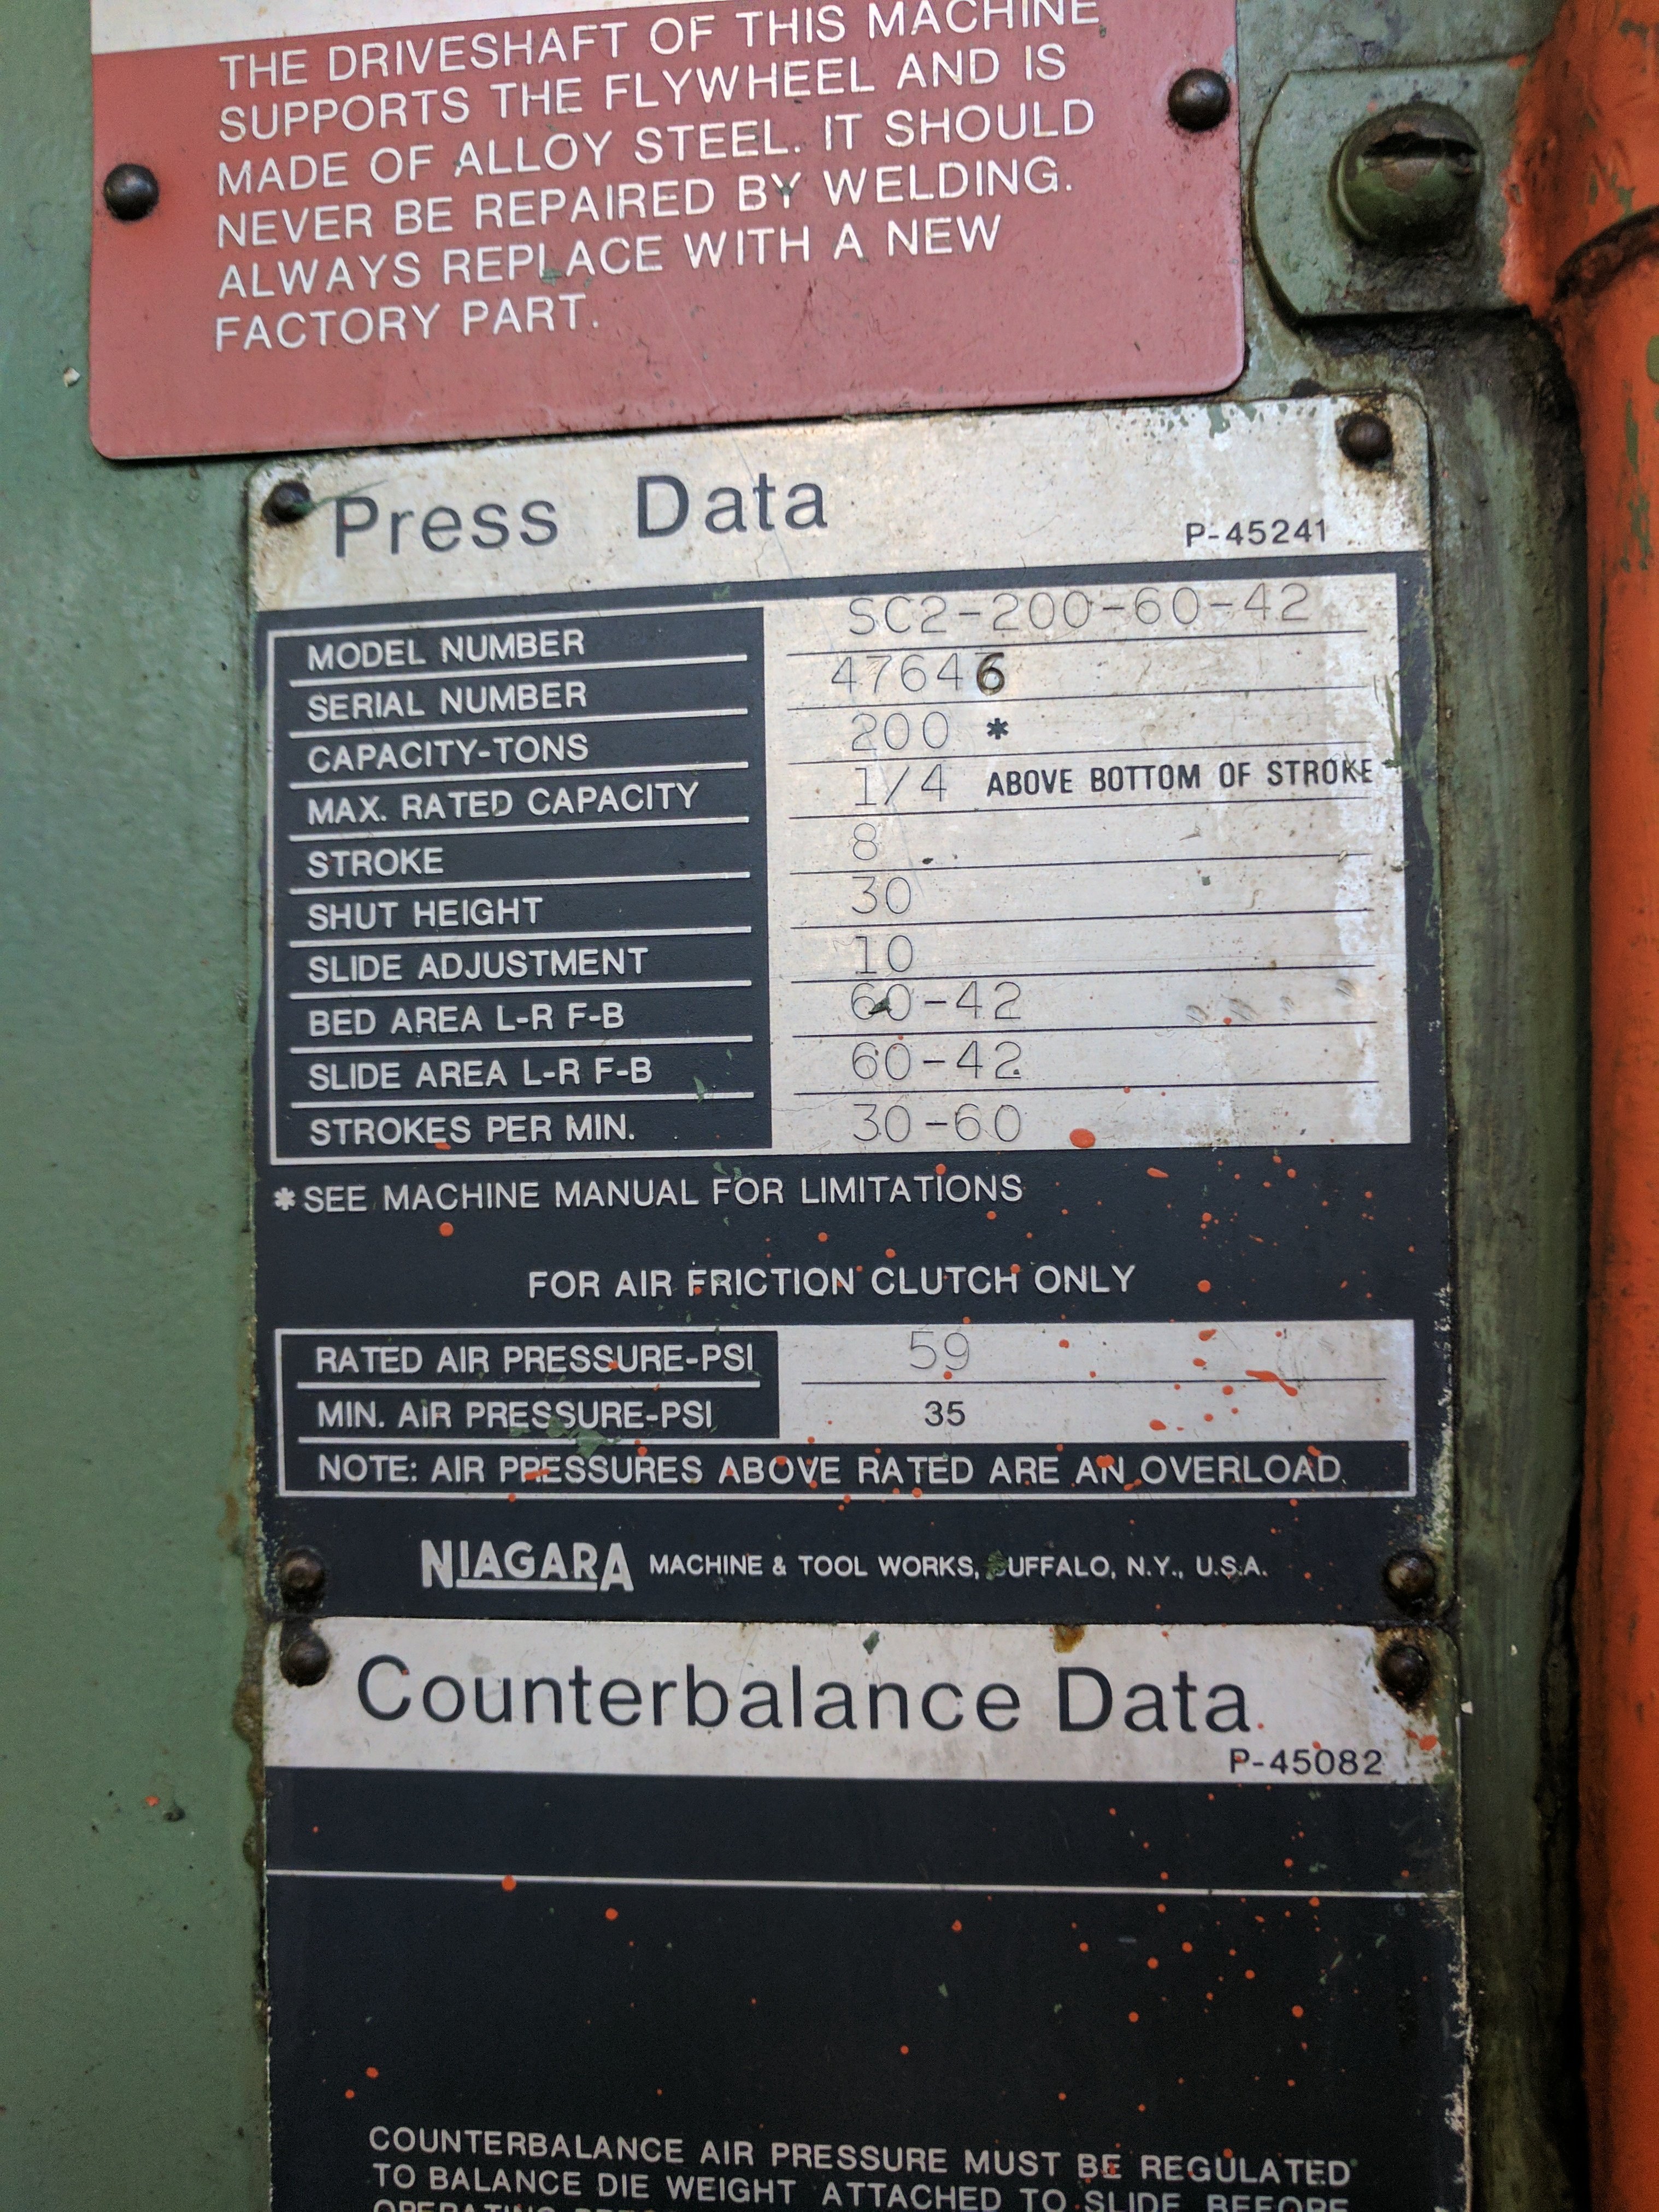 THE DRIVESHAFT OF THIS MACHINE
SUPPORTS THE FLYWHEEL AND IS
MADE OF ALLOY STEEL. IT SHOULD
NEVER BE REPAIRED BY WELDING.
ALWAYS REPLACE WITH A NEW
FACTORY PART.
Press Data
P-45241
MODEL NUMBER SC2-200-60-42
SERIAL NUMBER 47646
CAPACITY-TONS 200 *
MAX. RATED CAPACITY 1/4 ABOVE BOTTOM OF STROKE
STROKE 8
SHUT HEIGHT 30
SLIDE ADJUSTMENT 10
BED AREA L-R F-B 60-42
SLIDE AREA L-R F-B 60-42
STROKES PER MIN. 30-60
*SEE MACHINE MANUAL FOR LIMITATIONS
FOR AIR FRICTION CLUTCH ONLY
RATED AIR PRESSURE-PSI 59
MIN. AIR PRESSURE-PSI 35
NOTE: AIR PRESSURES ABOVE RATED ARE AN OVERLOAD
NIAGARA MACHINE & TOOL WORKS, BUFFALO, N.Y., U.S.A.
Counterbalance Data
P-45082
COUNTERBALANCE AIR PRESSURE MUST BE REGULATED
TO BALANCE DIE WEIGHT ATTACHED TO SLIDE BEFORE